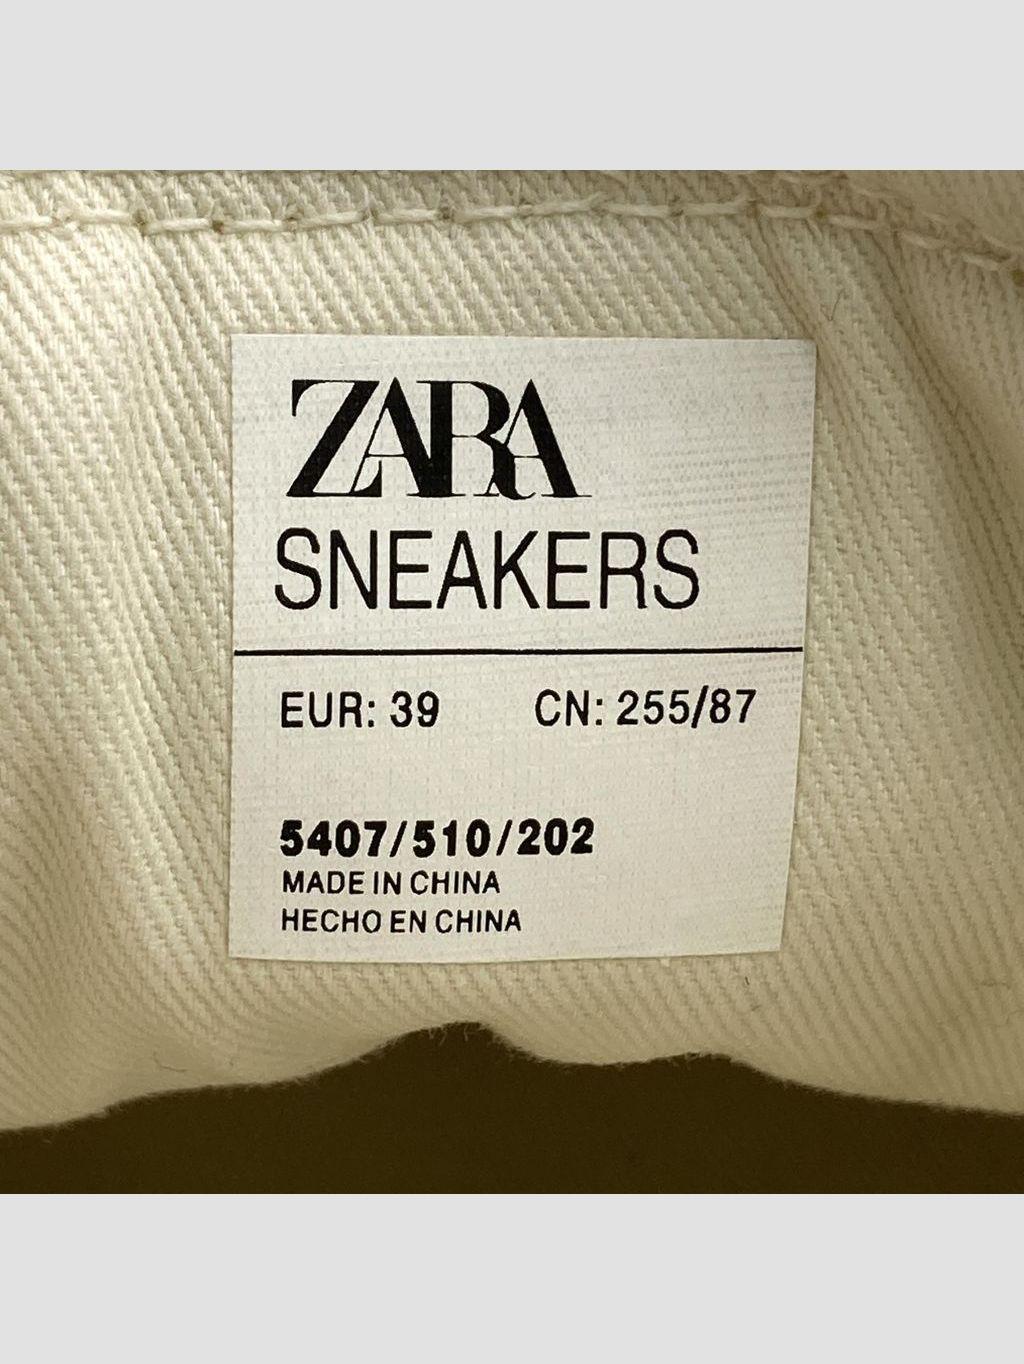 ZARA
SNEAKERS
EUR: 39 CN: 255/87
5407/510/202
MADE IN CHINA
HECHO EN CHINA